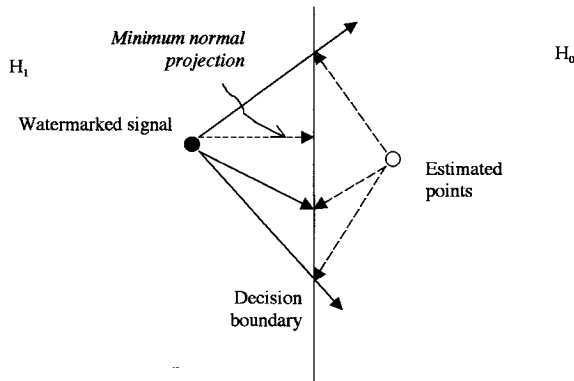 Minimum normal
projection
H₁
H₀
Watermarked signal
Estimated
points
Decision
boundary